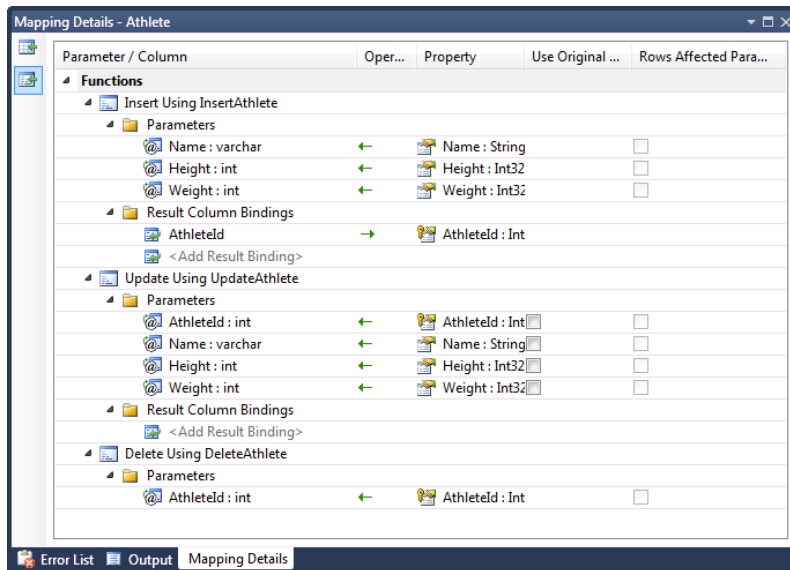 Mapping Details - Athlete
Parameter / Column Oper... Property Use Original ... Rows Affected Para...
Functions
Insert Using InsertAthlete
Parameters
Name : varchar Name : String
Height : int Height : Int32
Weight : int Weight : Int32
Result Column Bindings
AthleteId AthleteId : Int
<Add Result Binding>
Update Using UpdateAthlete
Parameters
AthleteId : int AthleteId : Int
Name : varchar Name : String
Height : int Height : Int32
Weight : int Weight : Int32
Result Column Bindings
<Add Result Binding>
Delete Using DeleteAthlete
Parameters
AthleteId : int AthleteId : Int
Error List Output Mapping Details